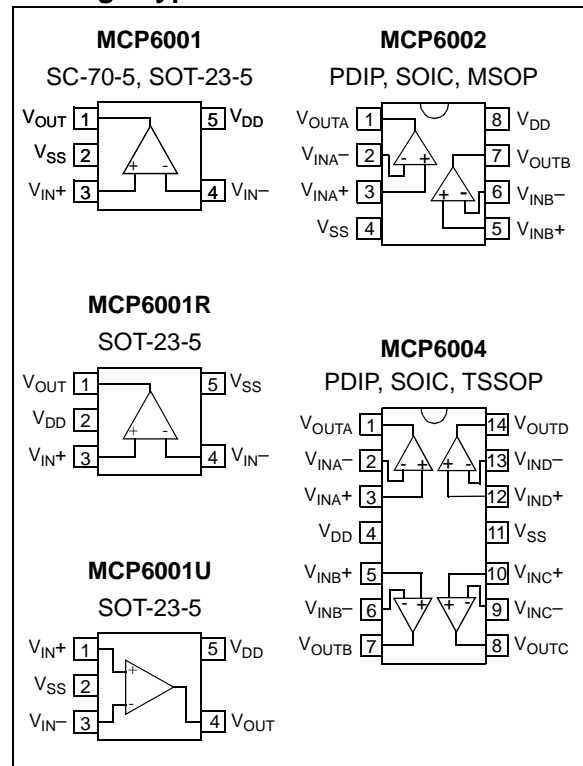 MCP6001
SC-70-5, SOT-23-5
VOUT 1 5 VDD
VSS 2
VIN+ 3 + - 4 VIN–
MCP6001R
SOT-23-5
VOUT 1 5 VSS
VDD 2
VIN+ 3 + - 4 VIN–
MCP6001U
SOT-23-5
VIN+ 1 + 5 VDD
VSS 2
VIN– 3 - 4 VOUT
MCP6002
PDIP, SOIC, MSOP
VOUTA 1 8 VDD
VINA– 2 - + 7 VOUTB
VINA+ 3 + - 6 VINB–
VSS 4 5 VINB+
MCP6004
PDIP, SOIC, TSSOP
VOUTA 1 14 VOUTD
VINA– 2 - + + - 13 VIND–
VINA+ 3 12 VIND+
VDD 4 11 VSS
VINB+ 5 10 VINC+
VINB– 6 - + + - 9 VINC–
VOUTB 7 8 VOUTC